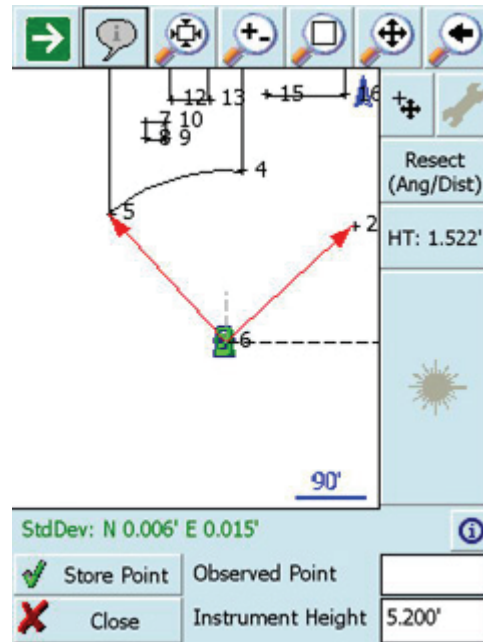 12 13 15 16
7 10
8 9
4
5
2
6
Resect
(Ang/Dist)
HT: 1.522'
90'
StdDev: N 0.006' E 0.015'
Store Point
Observed Point
Close
Instrument Height
5.200'